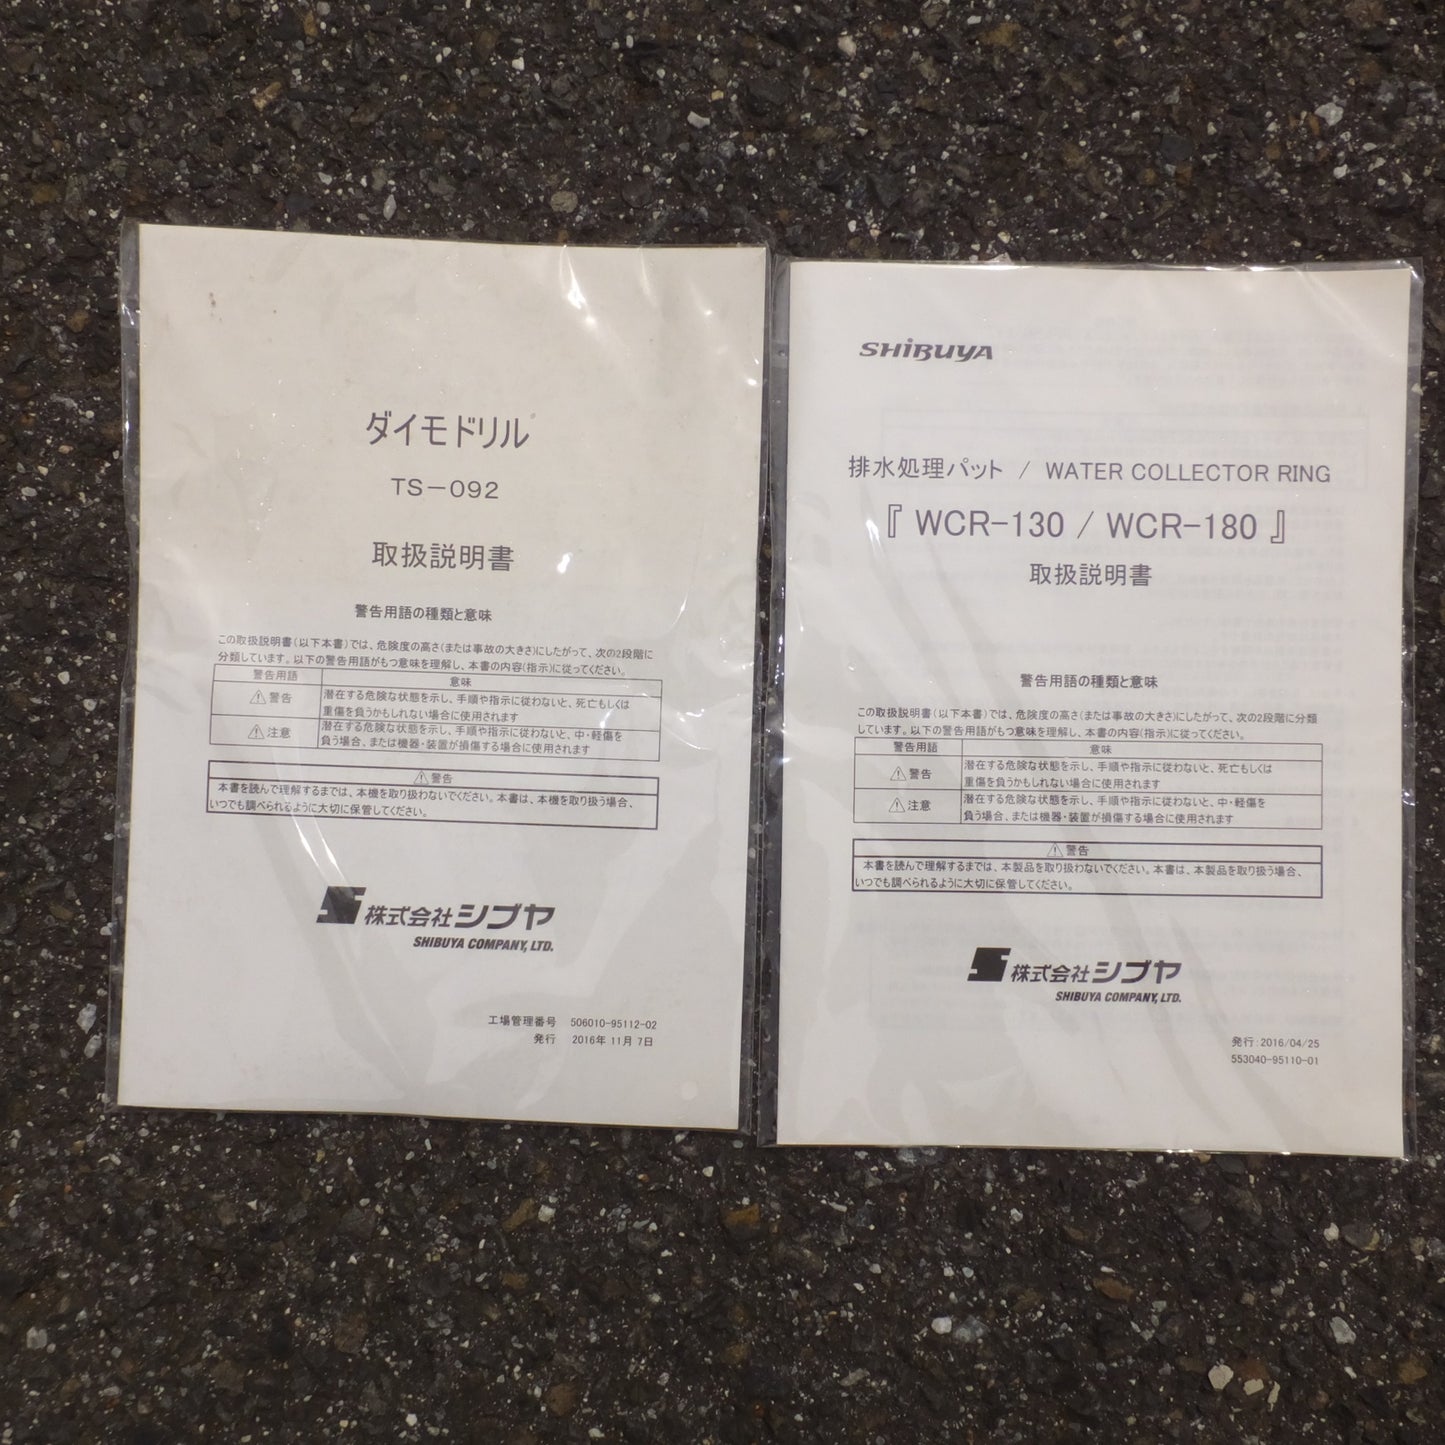 ダイモドリル
TS-092
取扱説明書
警告用語の種類と意味
この取扱説明書(以下本書)では、危険度の高さ(または事故の大きさ)にしたがって、次の2段階に
分類しています。以下の警告用語がもつ意味を理解し、本書の内容(指示)に従ってください。
警告用語 意味
⚠警告 潜在する危険な状態を示し、手順や指示に従わないと、死亡もしくは
重傷を負うかもしれない場合に使用されます
⚠注意 潜在する危険な状態を示し、手順や指示に従わないと、中・軽傷を
負う場合、または機器・装置が損傷する場合に使用されます
⚠警告
本書を読んで理解するまでは、本機を取り扱わないでください。本書は、本機を取り扱う場合、
いつでも調べられるように大切に保管してください。
株式会社シブヤ
SHIBUYA COMPANY, LTD.
工場管理番号 506010-95112-02
発行 2016年 11月 7日
SHIBUYA
排水処理パット / WATER COLLECTOR RING
『 WCR-130 / WCR-180 』
取扱説明書
警告用語の種類と意味
この取扱説明書(以下本書)では、危険度の高さ(または事故の大きさ)にしたがって、次の2段階に分類
しています。以下の警告用語がもつ意味を理解し、本書の内容(指示)に従ってください。
警告用語 意味
⚠警告 潜在する危険な状態を示し、手順や指示に従わないと、死亡もしくは
重傷を負うかもしれない場合に使用されます
⚠注意 潜在する危険な状態を示し、手順や指示に従わないと、中・軽傷を
負う場合、または機器・装置が損傷する場合に使用されます
⚠警告
本書を読んで理解するまでは、本製品を取り扱わないでください。本書は、本製品を取り扱う場合、
いつでも調べられるように大切に保管してください。
株式会社シブヤ
SHIBUYA COMPANY, LTD.
発行:2016/04/25
553040-95110-01